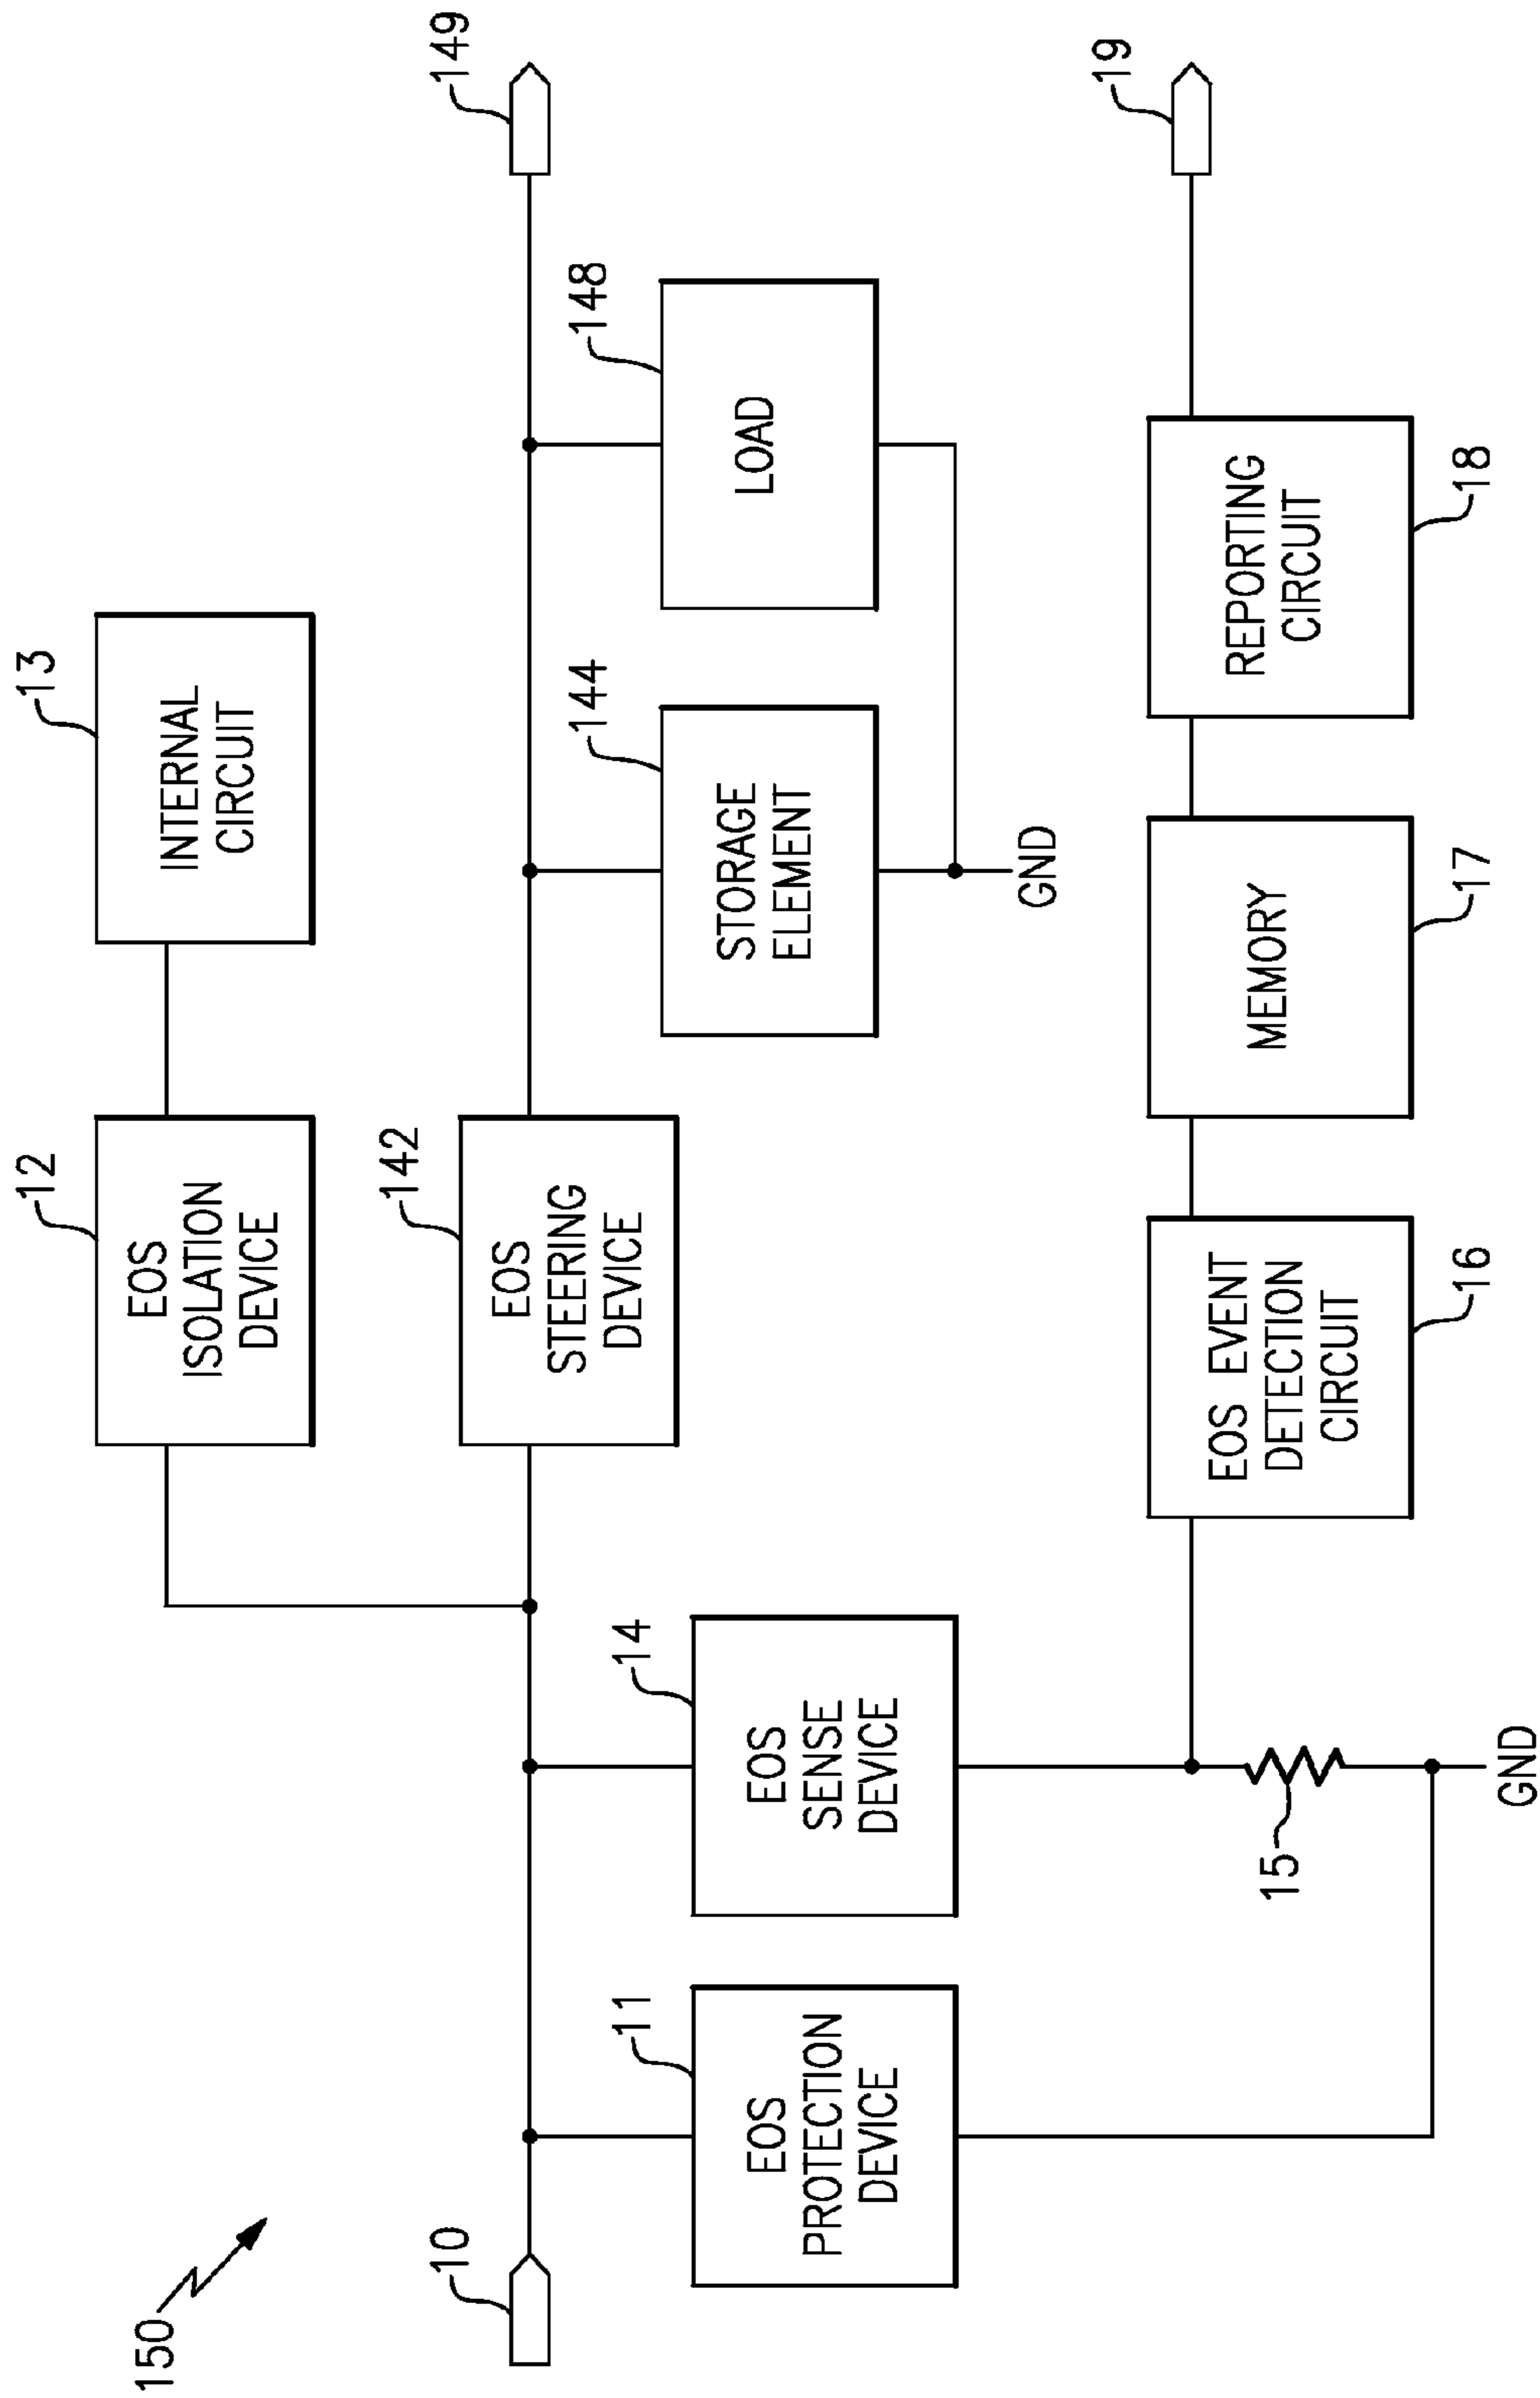 150
10
11
EOS
PROTECTION
DEVICE
14
EOS
SENSE
DEVICE
15
GND
12
EOS
ISOLATION
DEVICE
13
INTERNAL
CIRCUIT
142
EOS
STEERING
DEVICE
144
STORAGE
ELEMENT
GND
148
LOAD
149
EOS EVENT
DETECTION
CIRCUIT
16
MEMORY
17
REPORTING
CIRCUIT
18
19